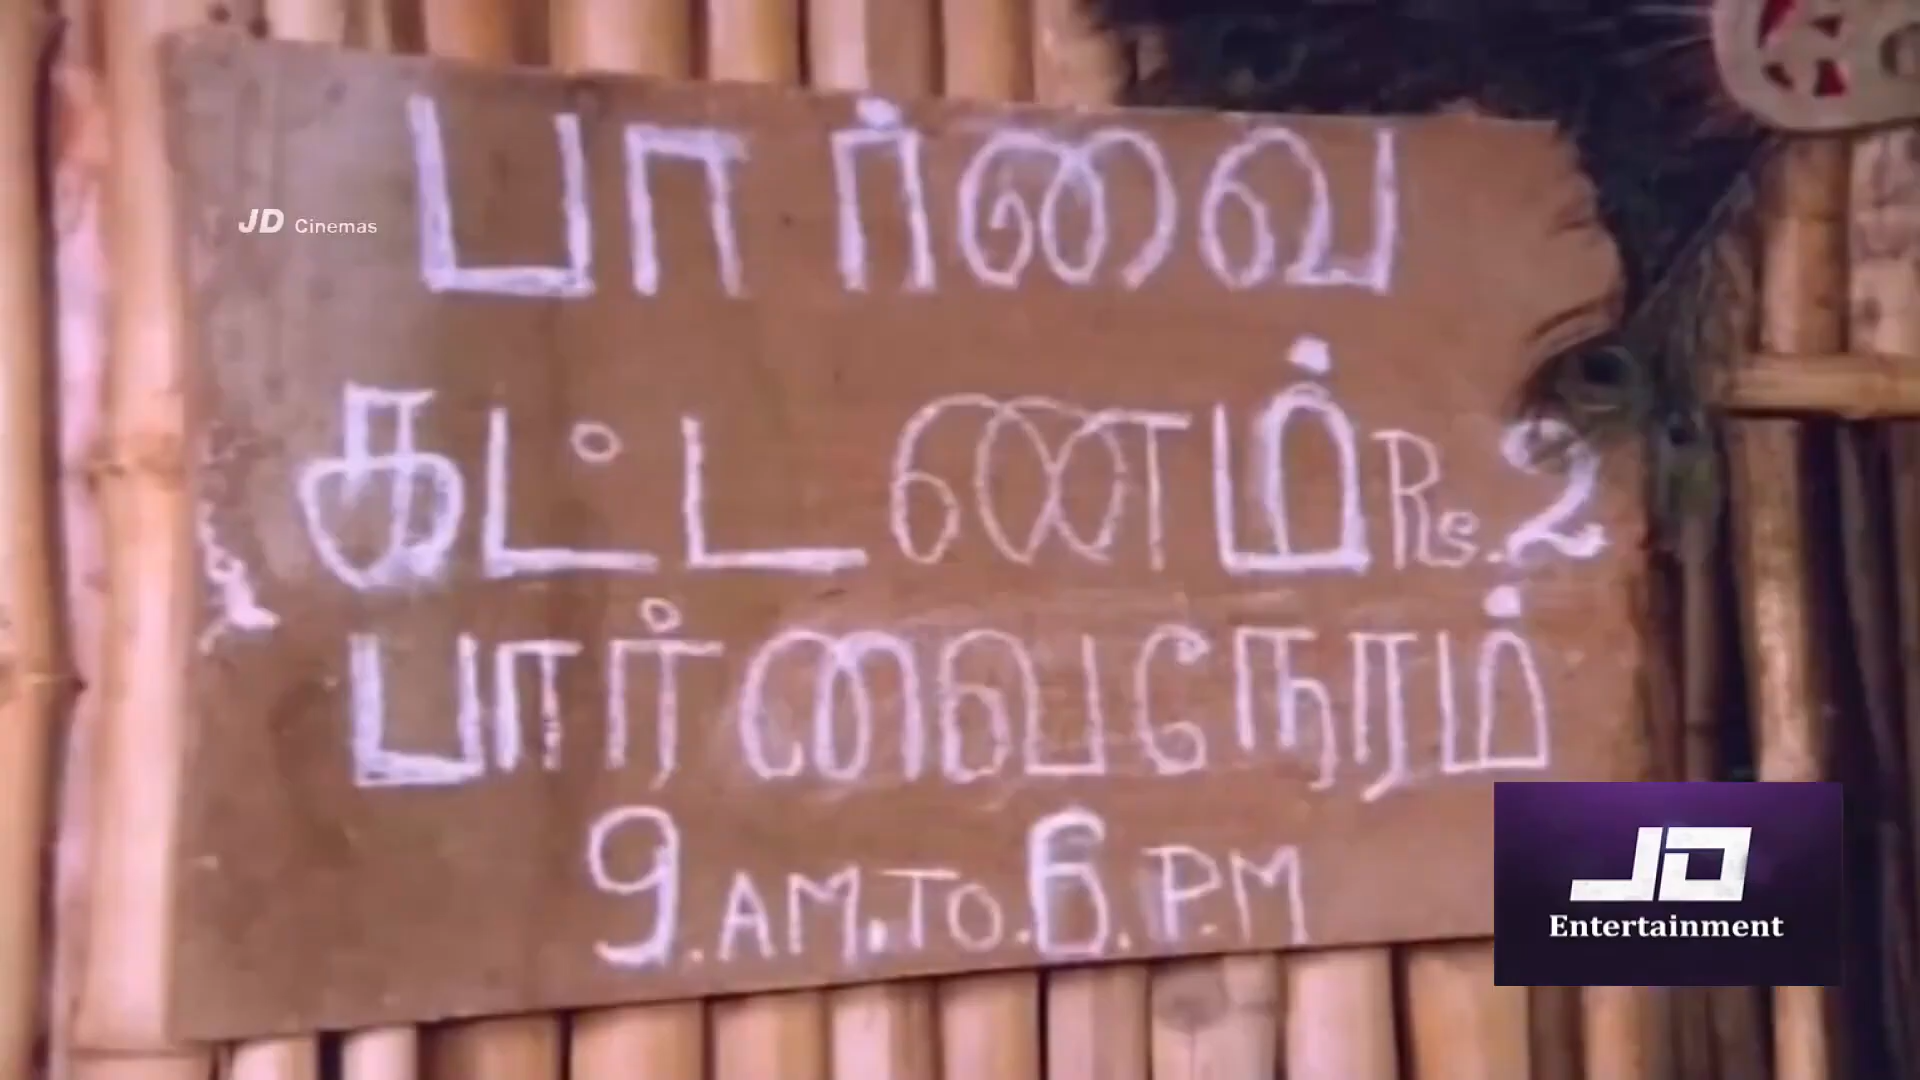 பார்வை
கட்டணம் Rs.2
பார்வைநேரம்
9.AM.TO.6.P.M
JD Cinemas
JD
Entertainment